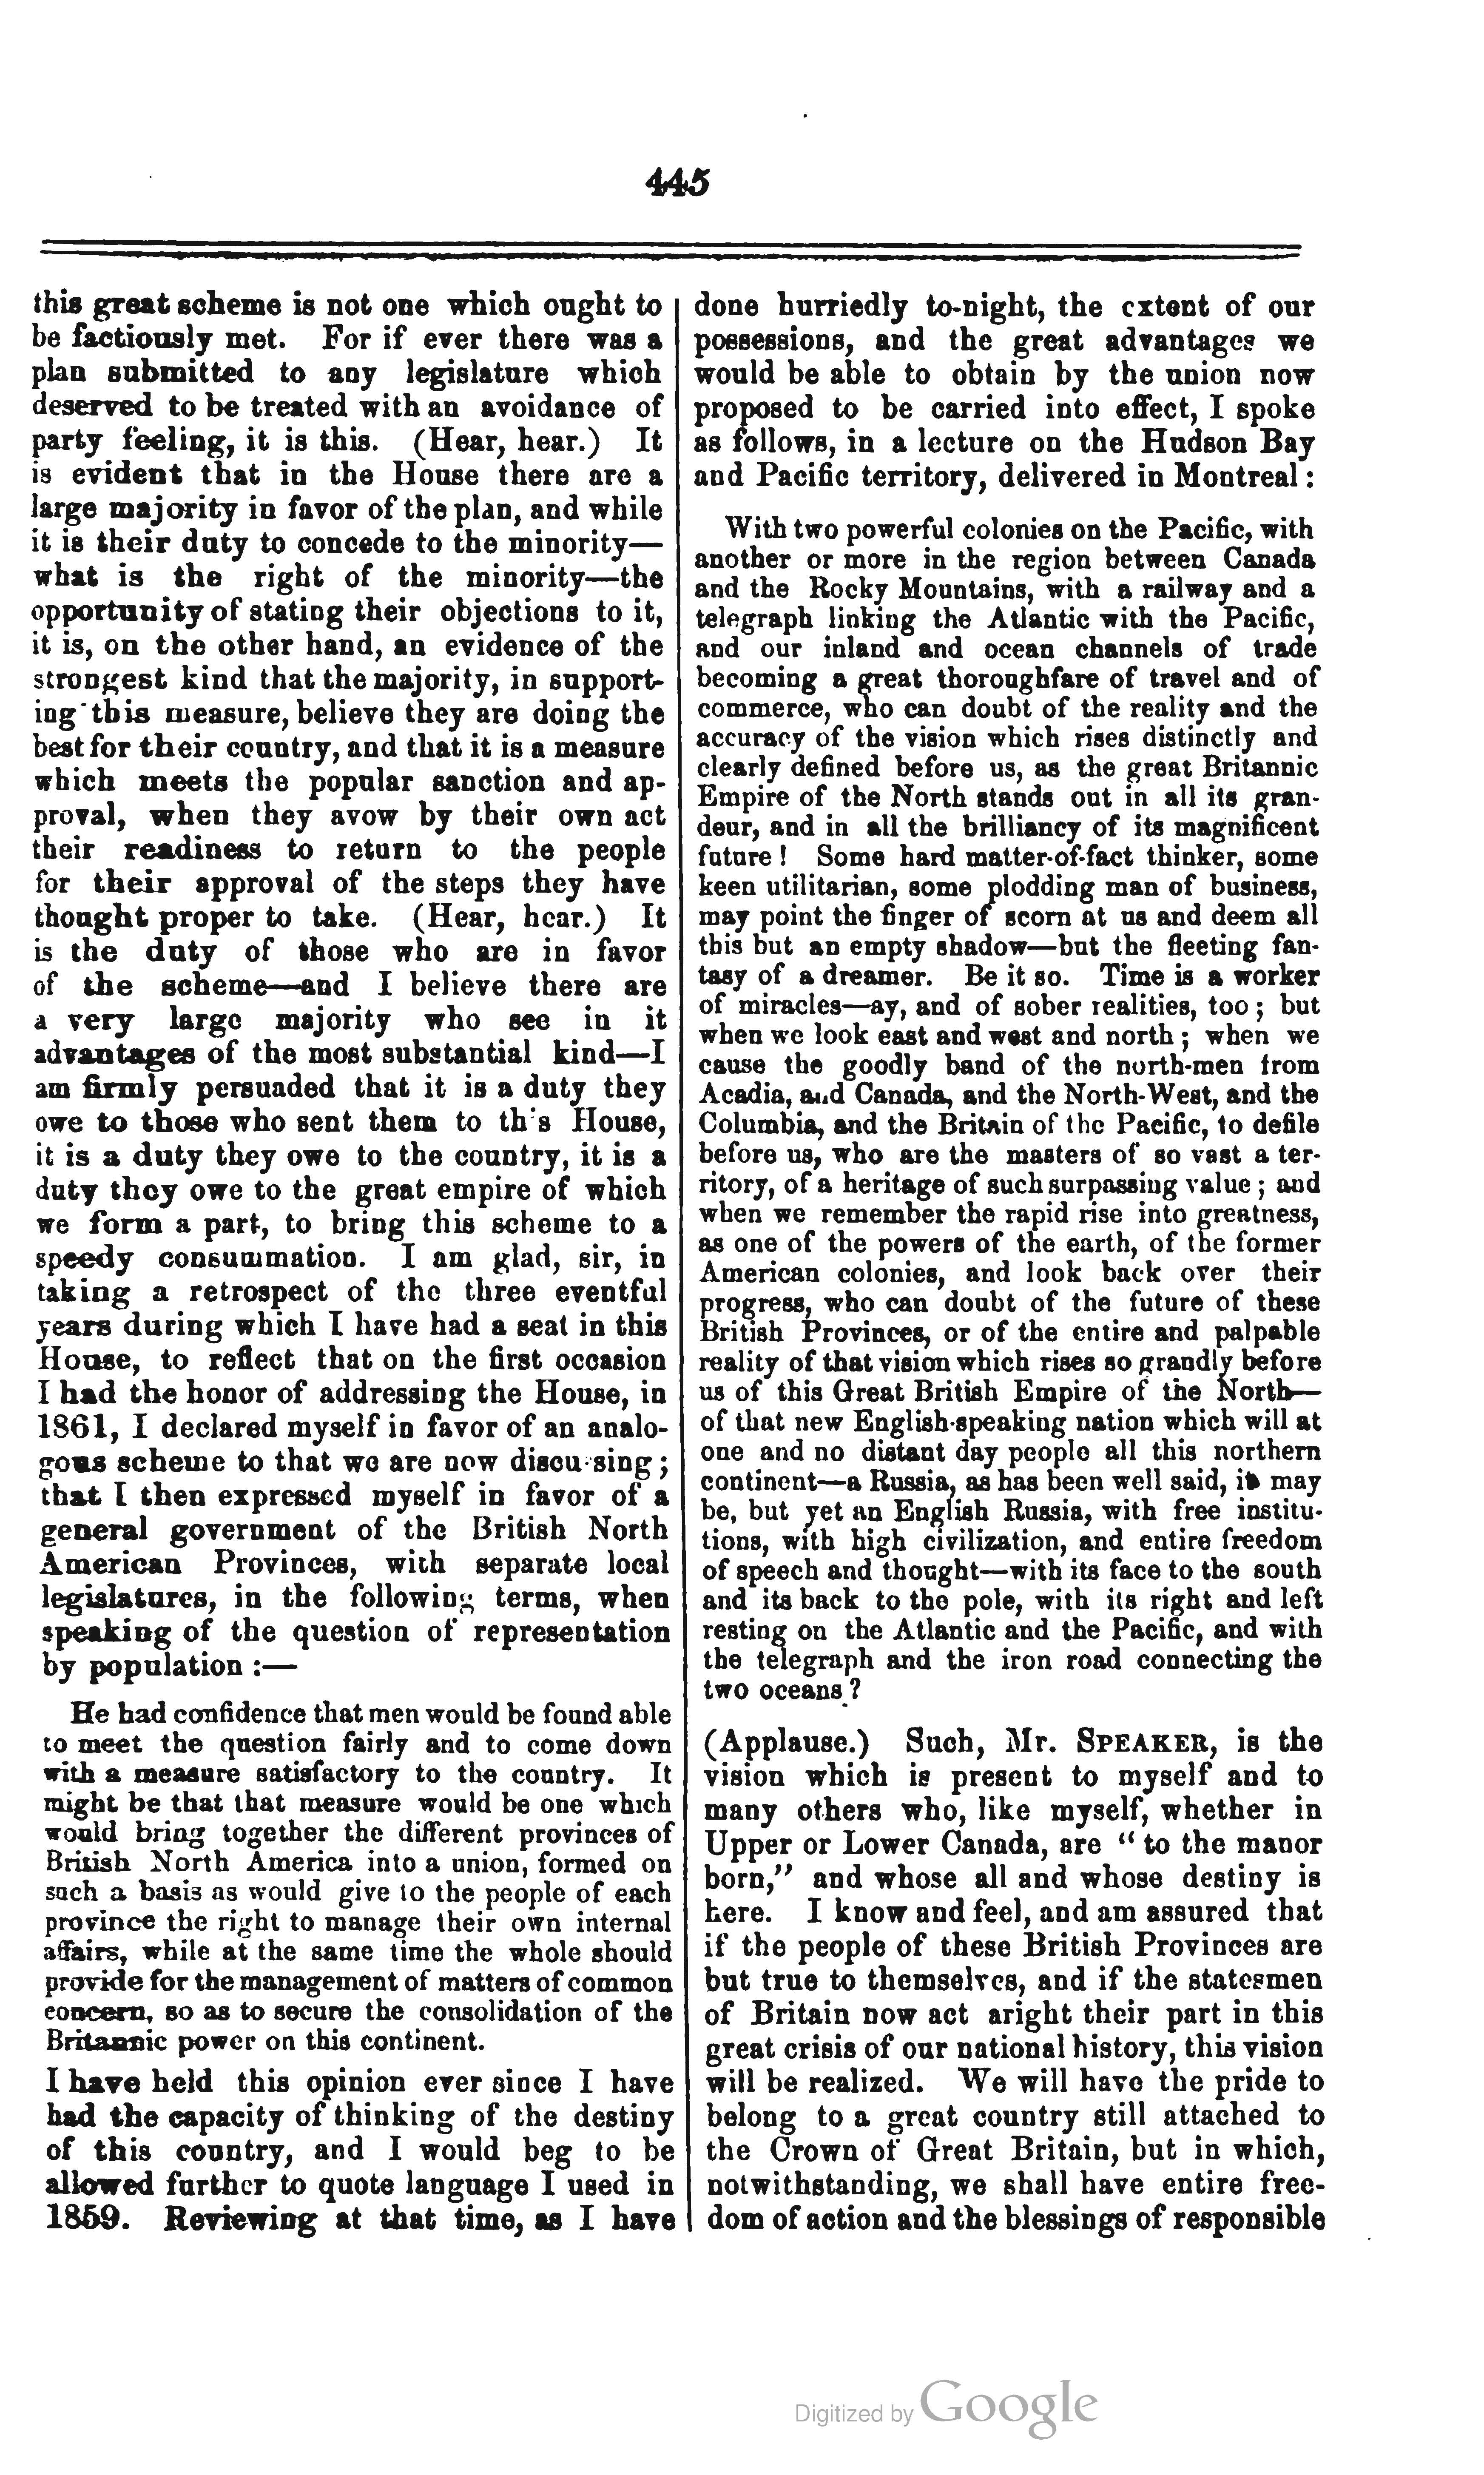 445
this great scheme is not one which ought to
be factiously met. For if ever there was a
plan submitted to any legislature which
deserved to be treated with an avoidance of
party feeling, it is this. (Hear, hear.) It
is evident that in the House there are a
large majority in favor of the plan, and while
it is their duty to concede to the minority—
what is the right of the minority—the
opportunity of stating their objections to it,
it is, on the other hand, an evidence of the
strongest kind that the majority, in support-
ing this measure, believe they are doing the
best for their country, and that it is a measure
which meets the popular sanction and ap-
proval, when they avow by their own act
their readiness to return to the people
for their approval of the steps they have
thought proper to take. (Hear, hear.) It
is the duty of those who are in favor
of the scheme—and I believe there are
a very large majority who see in it
advantages of the most substantial kind—I
am firmly persuaded that it is a duty they
owe to those who sent them to this House,
it is a duty they owe to the country, it is a
duty they owe to the great empire of which
we form a part, to bring this scheme to a
speedy consummation. I am glad, sir, in
taking a retrospect of the three eventful
years during which I have had a seat in this
House, to reflect that on the first occasion
I had the honor of addressing the House, in
1861, I declared myself in favor of an analo-
gous scheme to that we are now discussing;
that I then expressed myself in favor of a
general government of the British North
American Provinces, with separate local
legislatures, in the following terms, when
speaking of the question of representation
by population :—
He had confidence that men would be found able
to meet the question fairly and to come down
with a measure satisfactory to the country. It
might be that that measure would be one which
would bring together the different provinces of
British North America into a union, formed on
such a basis as would give to the people of each
province the right to manage their own internal
affairs, while at the same time the whole should
provide for the management of matters of common
concern, so as to secure the consolidation of the
Britannic power on this continent.
I have held this opinion ever since I have
had the capacity of thinking of the destiny
of this country, and I would beg to be
allowed further to quote language I used in
1859. Reviewing at that time, as I have
done hurriedly to-night, the extent of our
possessions, and the great advantages we
would be able to obtain by the union now
proposed to be carried into effect, I spoke
as follows, in a lecture on the Hudson Bay
and Pacific territory, delivered in Montreal :
With two powerful colonies on the Pacific, with
another or more in the region between Canada
and the Rocky Mountains, with a railway and a
telegraph linking the Atlantic with the Pacific,
and our inland and ocean channels of trade
becoming a great thoroughfare of travel and of
commerce, who can doubt of the reality and the
accuracy of the vision which rises distinctly and
clearly defined before us, as the great Britannic
Empire of the North stands out in all its gran-
deur, and in all the brilliancy of its magnificent
future ! Some hard matter-of-fact thinker, some
keen utilitarian, some plodding man of business,
may point the finger of scorn at us and deem all
this but an empty shadow—but the fleeting fan-
tasy of a dreamer. Be it so. Time is a worker
of miracles—ay, and of sober realities, too ; but
when we look east and west and north ; when we
cause the goodly band of the north-men from
Acadia, and Canada, and the North-West, and the
Columbia, and the Britain of the Pacific, to defile
before us, who are the masters of so vast a ter-
ritory, of a heritage of such surpassing value ; and
when we remember the rapid rise into greatness,
as one of the powers of the earth, of the former
American colonies, and look back over their
progress, who can doubt of the future of these
British Provinces, or of the entire and palpable
reality of that vision which rises so grandly before
us of this Great British Empire of the North—
of that new English-speaking nation which will at
one and no distant day people all this northern
continent—a Russia, as has been well said, it may
be, but yet an English Russia, with free institu-
tions, with high civilization, and entire freedom
of speech and thought—with its face to the south
and its back to the pole, with its right and left
resting on the Atlantic and the Pacific, and with
the telegraph and the iron road connecting the
two oceans ?
(Applause.) Such, Mr. SPEAKER, is the
vision which is present to myself and to
many others who, like myself, whether in
Upper or Lower Canada, are "to the manor
born," and whose all and whose destiny is
here. I know and feel, and am assured that
if the people of these British Provinces are
but true to themselves, and if the statesmen
of Britain now act aright their part in this
great crisis of our national history, this vision
will be realized. We will have the pride to
belong to a great country still attached to
the Crown of Great Britain, but in which,
notwithstanding, we shall have entire free-
dom of action and the blessings of responsible
Digitized by Google